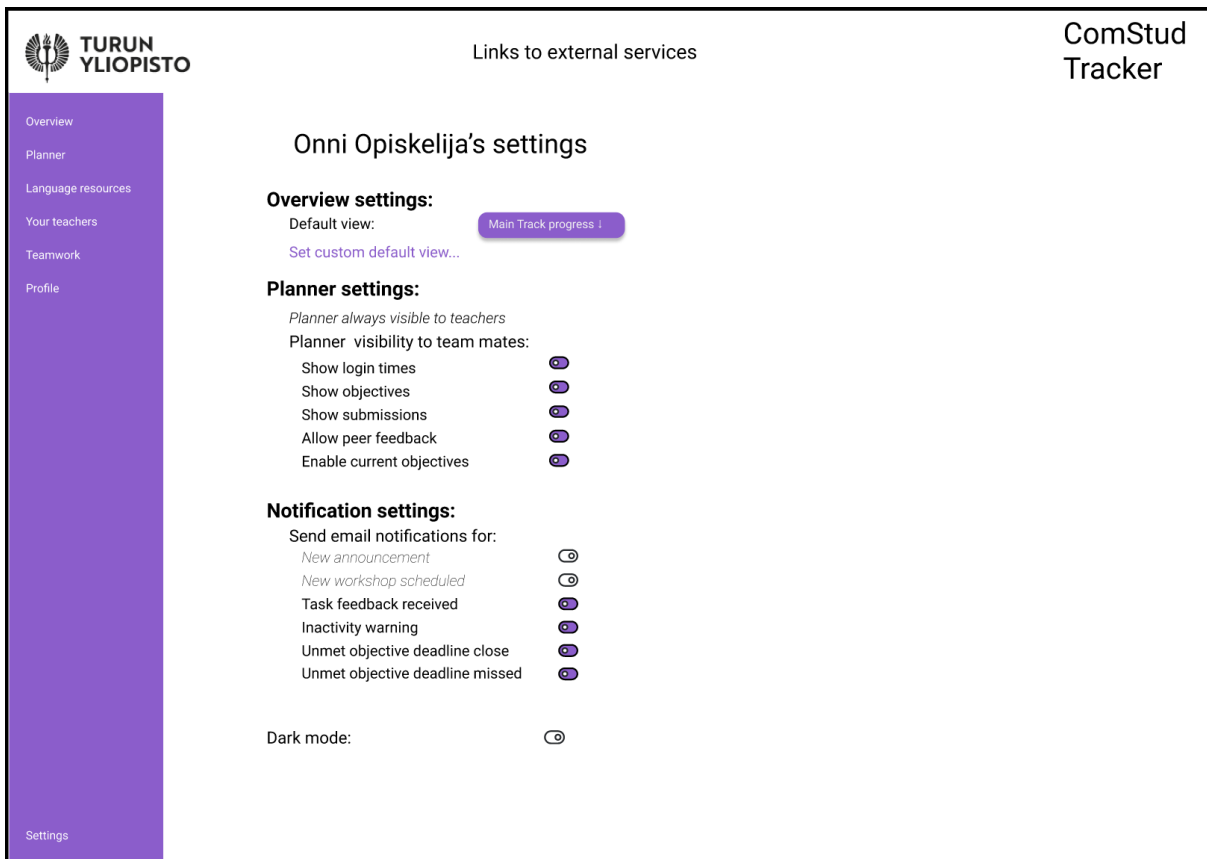 TURUN
YLIOPISTO
Links to external services
ComStud
Tracker
Overview
Planner
Language resources
Your teachers
Teamwork
Profile
Settings
Onni Opiskelija’s settings
Overview settings:
Default view:
Main Track progress ↓
Set custom default view...
Planner settings:
Planner always visible to teachers
Planner visibility to team mates:
Show login times
Show objectives
Show submissions
Allow peer feedback
Enable current objectives
Notification settings:
Send email notifications for:
New announcement
New workshop scheduled
Task feedback received
Inactivity warning
Unmet objective deadline close
Unmet objective deadline missed
Dark mode: